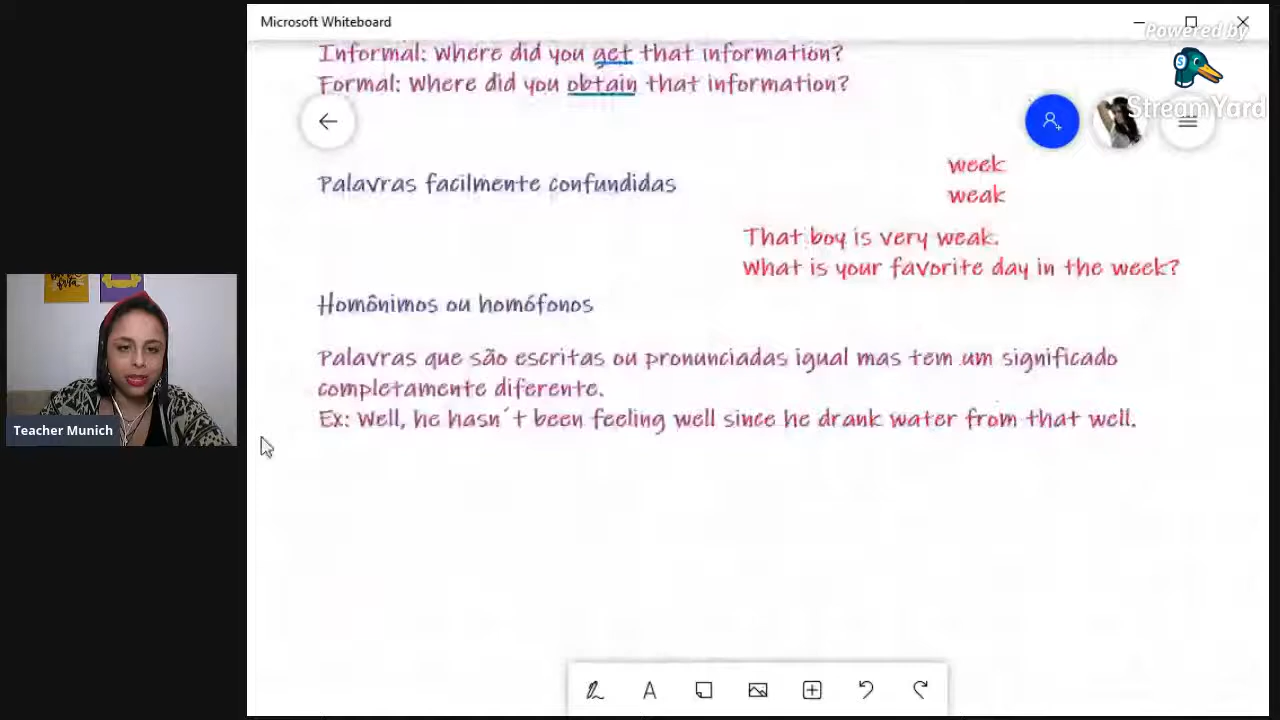 Microsoft Whiteboard
Powered by
StreamYard
Informal: Where did you get that information?
Formal: Where did you obtain that information?
week
weak
Palavras facilmente confundidas
That boy is very weak.
What is your favorite day in the week?
Homônimos ou homófonos
Palavras que são escritas ou pronunciadas igual mas tem um significado
completamente diferente.
Ex: Well, he hasn´t been feeling well since he drank water from that well.
Teacher Munich